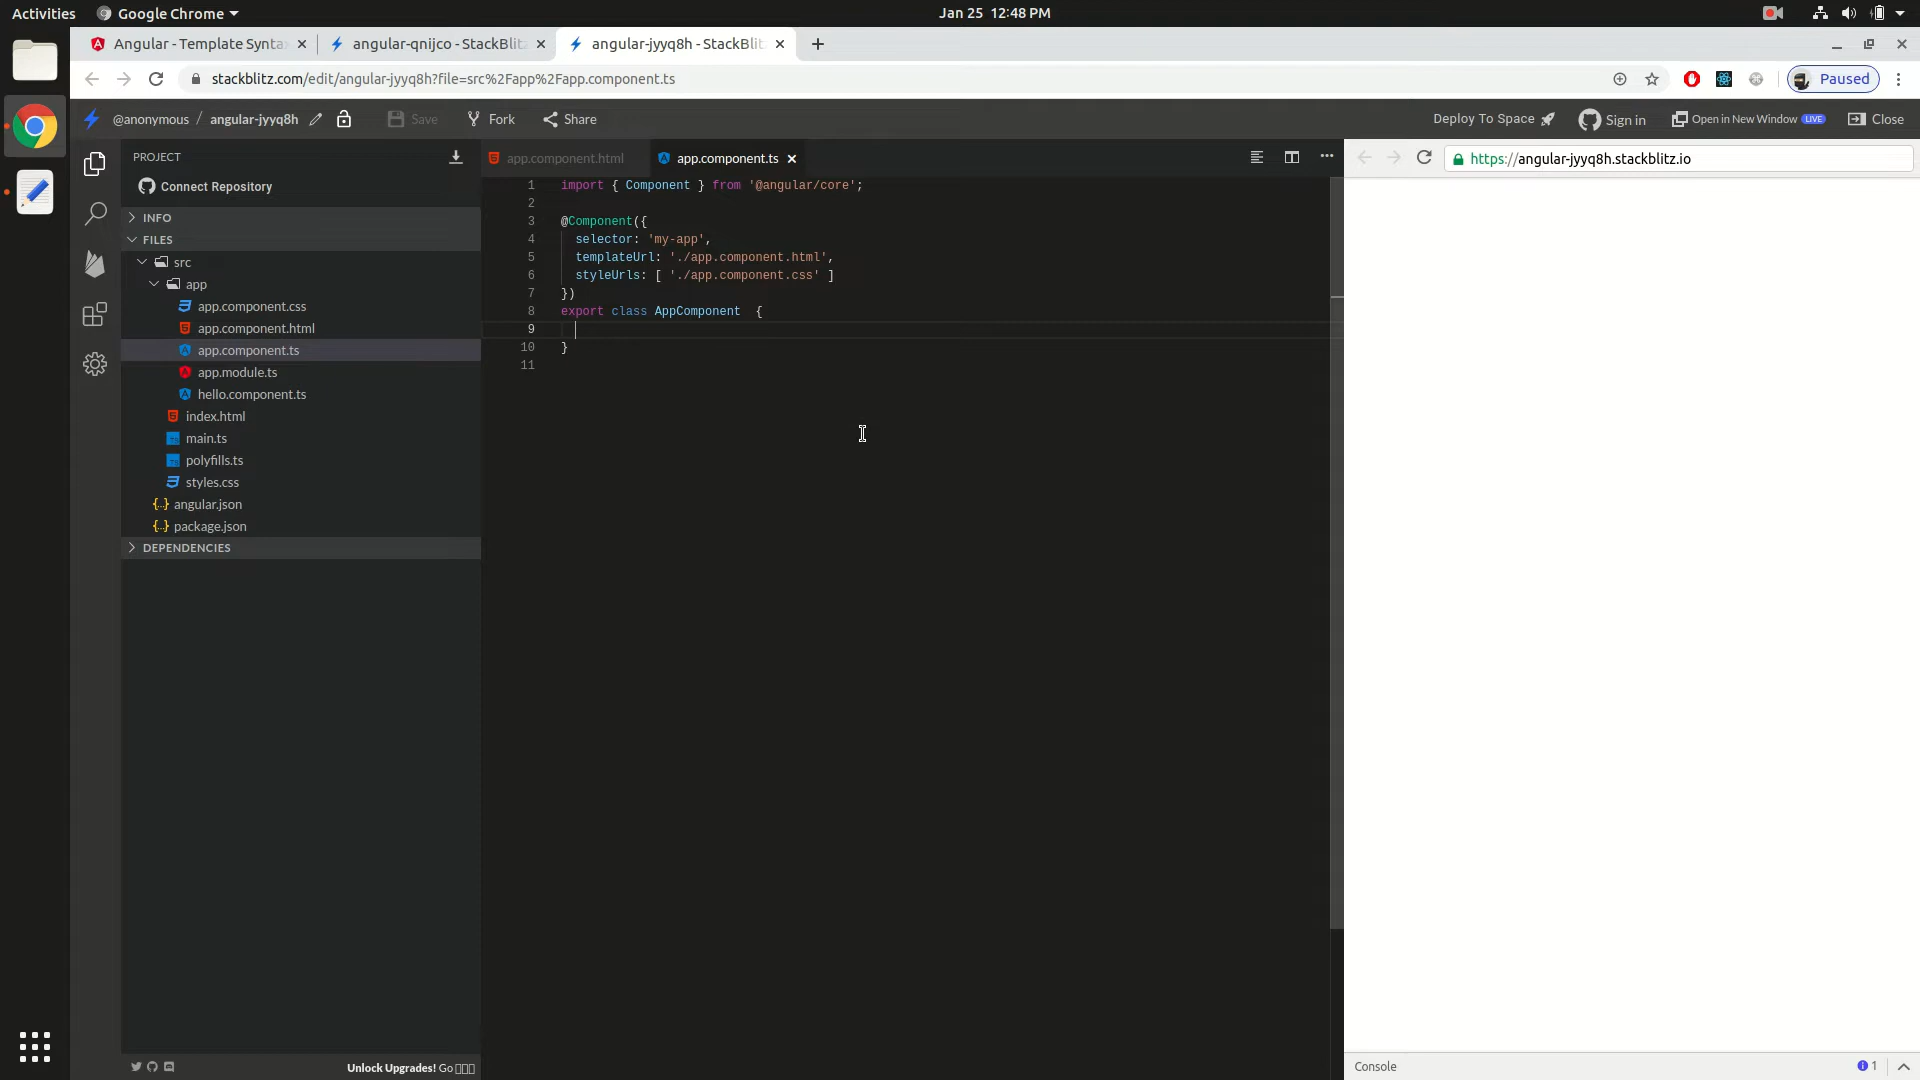 Activities
Google Chrome
Jan 25 12:48 PM
Angular - Template Synta
angular-qnijco - StackBlitz
angular-jyyq8h - StackBlitz
stackblitz.com/edit/angular-jyyq8h?file=src%2Fapp%2Fapp.component.ts
Paused
@anonymous / angular-jyyq8h
Save
Fork
Share
Deploy To Space
Sign in
Open in New Window LIVE
Close
PROJECT
Connect Repository
INFO
FILES
src
app
app.component.css
app.component.html
app.component.ts
app.module.ts
hello.component.ts
index.html
main.ts
polyfills.ts
styles.css
angular.json
package.json
DEPENDENCIES
Unlock Upgrades! Go
app.component.html
app.component.ts
1 import { Component } from '@angular/core';
2
3 @Component({
4 selector: 'my-app',
5 templateUrl: './app.component.html',
6 styleUrls: [ './app.component.css' ]
7 })
8 export class AppComponent {
9
10 }
11
https://angular-jyyq8h.stackblitz.io
Console
1